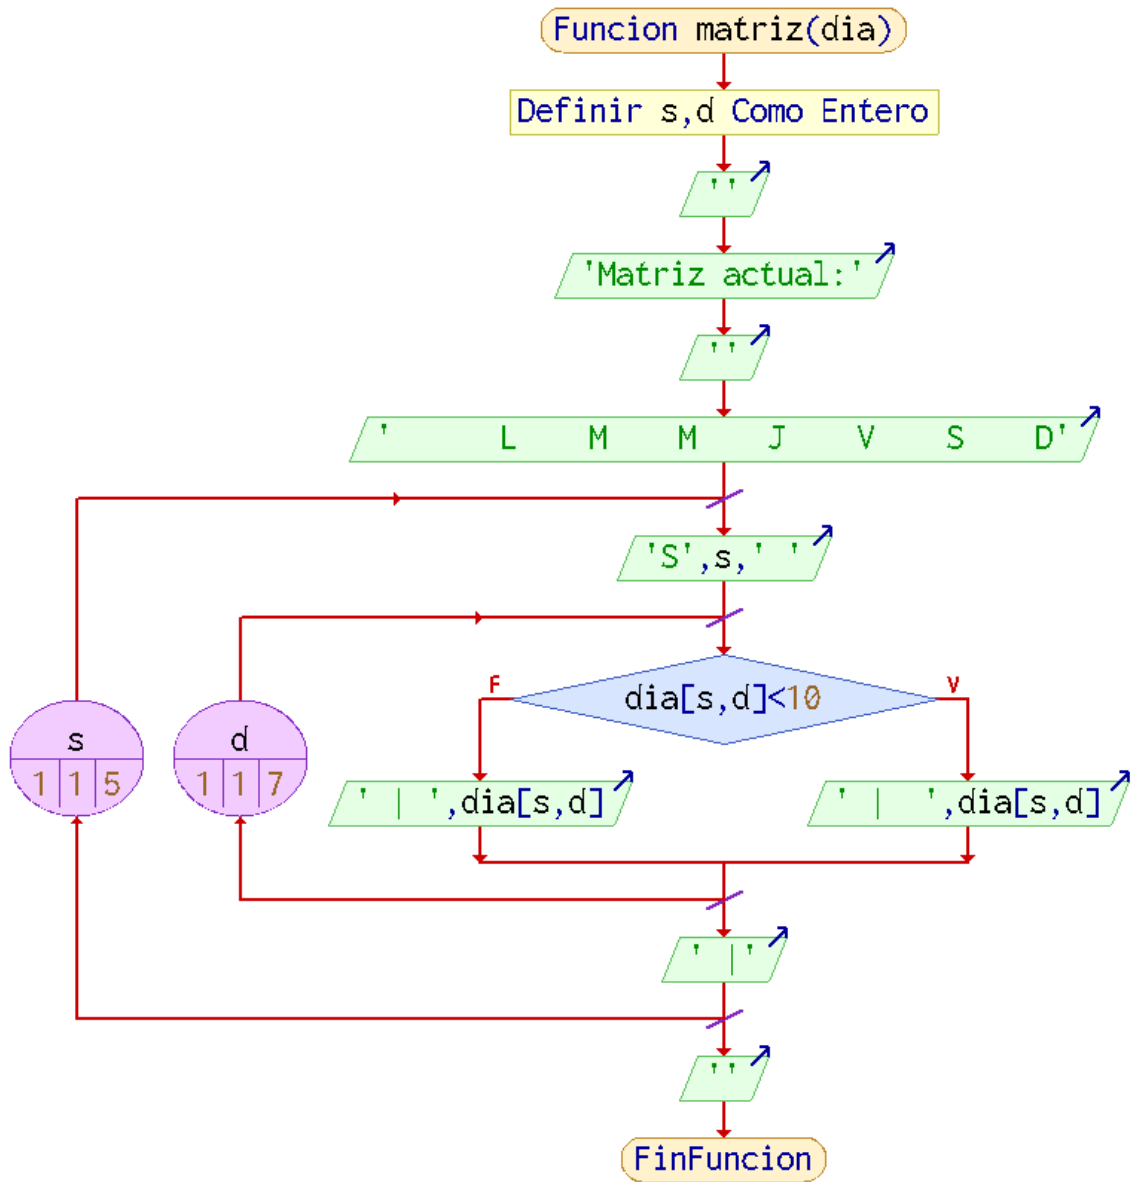 Funcion matriz(dia)
Definir s,d Como Entero
''
'Matriz actual:'
''
'      L    M    M    J    V    S    D'
'S',s,' '
dia[s,d]<10
F
V
s
1 1 5
d
1 1 7
' | ',dia[s,d]
' |  ',dia[s,d]
' |'
''
FinFuncion